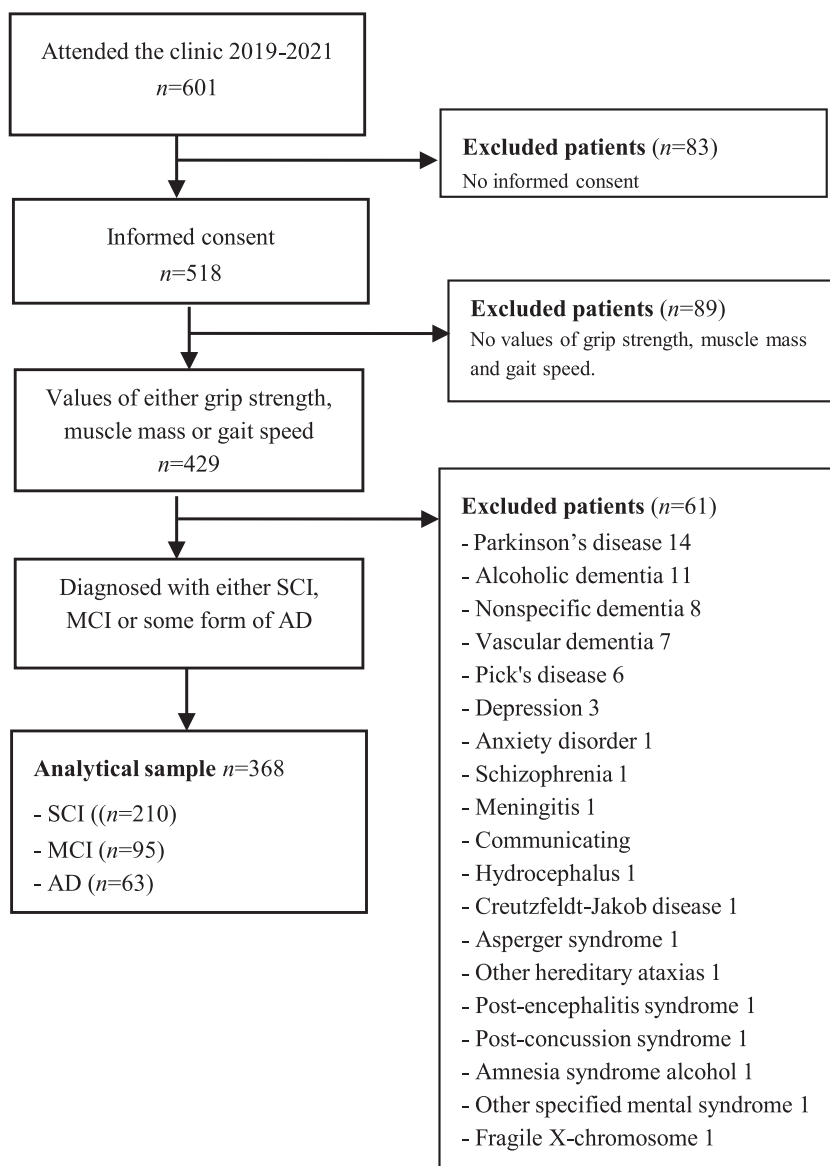 Attended the clinic 2019-2021
n=601
Excluded patients (n=83)
No informed consent
Informed consent
n=518
Excluded patients (n=89)
No values of grip strength, muscle mass
and gait speed.
Values of either grip strength,
muscle mass or gait speed
n=429
Excluded patients (n=61)
- Parkinson’s disease 14
- Alcoholic dementia 11
- Nonspecific dementia 8
- Vascular dementia 7
- Pick's disease 6
- Depression 3
- Anxiety disorder 1
- Schizophrenia 1
- Meningitis 1
- Communicating
- Hydrocephalus 1
- Creutzfeldt-Jakob disease 1
- Asperger syndrome 1
- Other hereditary ataxias 1
- Post-encephalitis syndrome 1
- Post-concussion syndrome 1
- Amnesia syndrome alcohol 1
- Other specified mental syndrome 1
- Fragile X-chromosome 1
Diagnosed with either SCI,
MCI or some form of AD
Analytical sample n=368
- SCI ((n=210)
- MCI (n=95)
- AD (n=63)